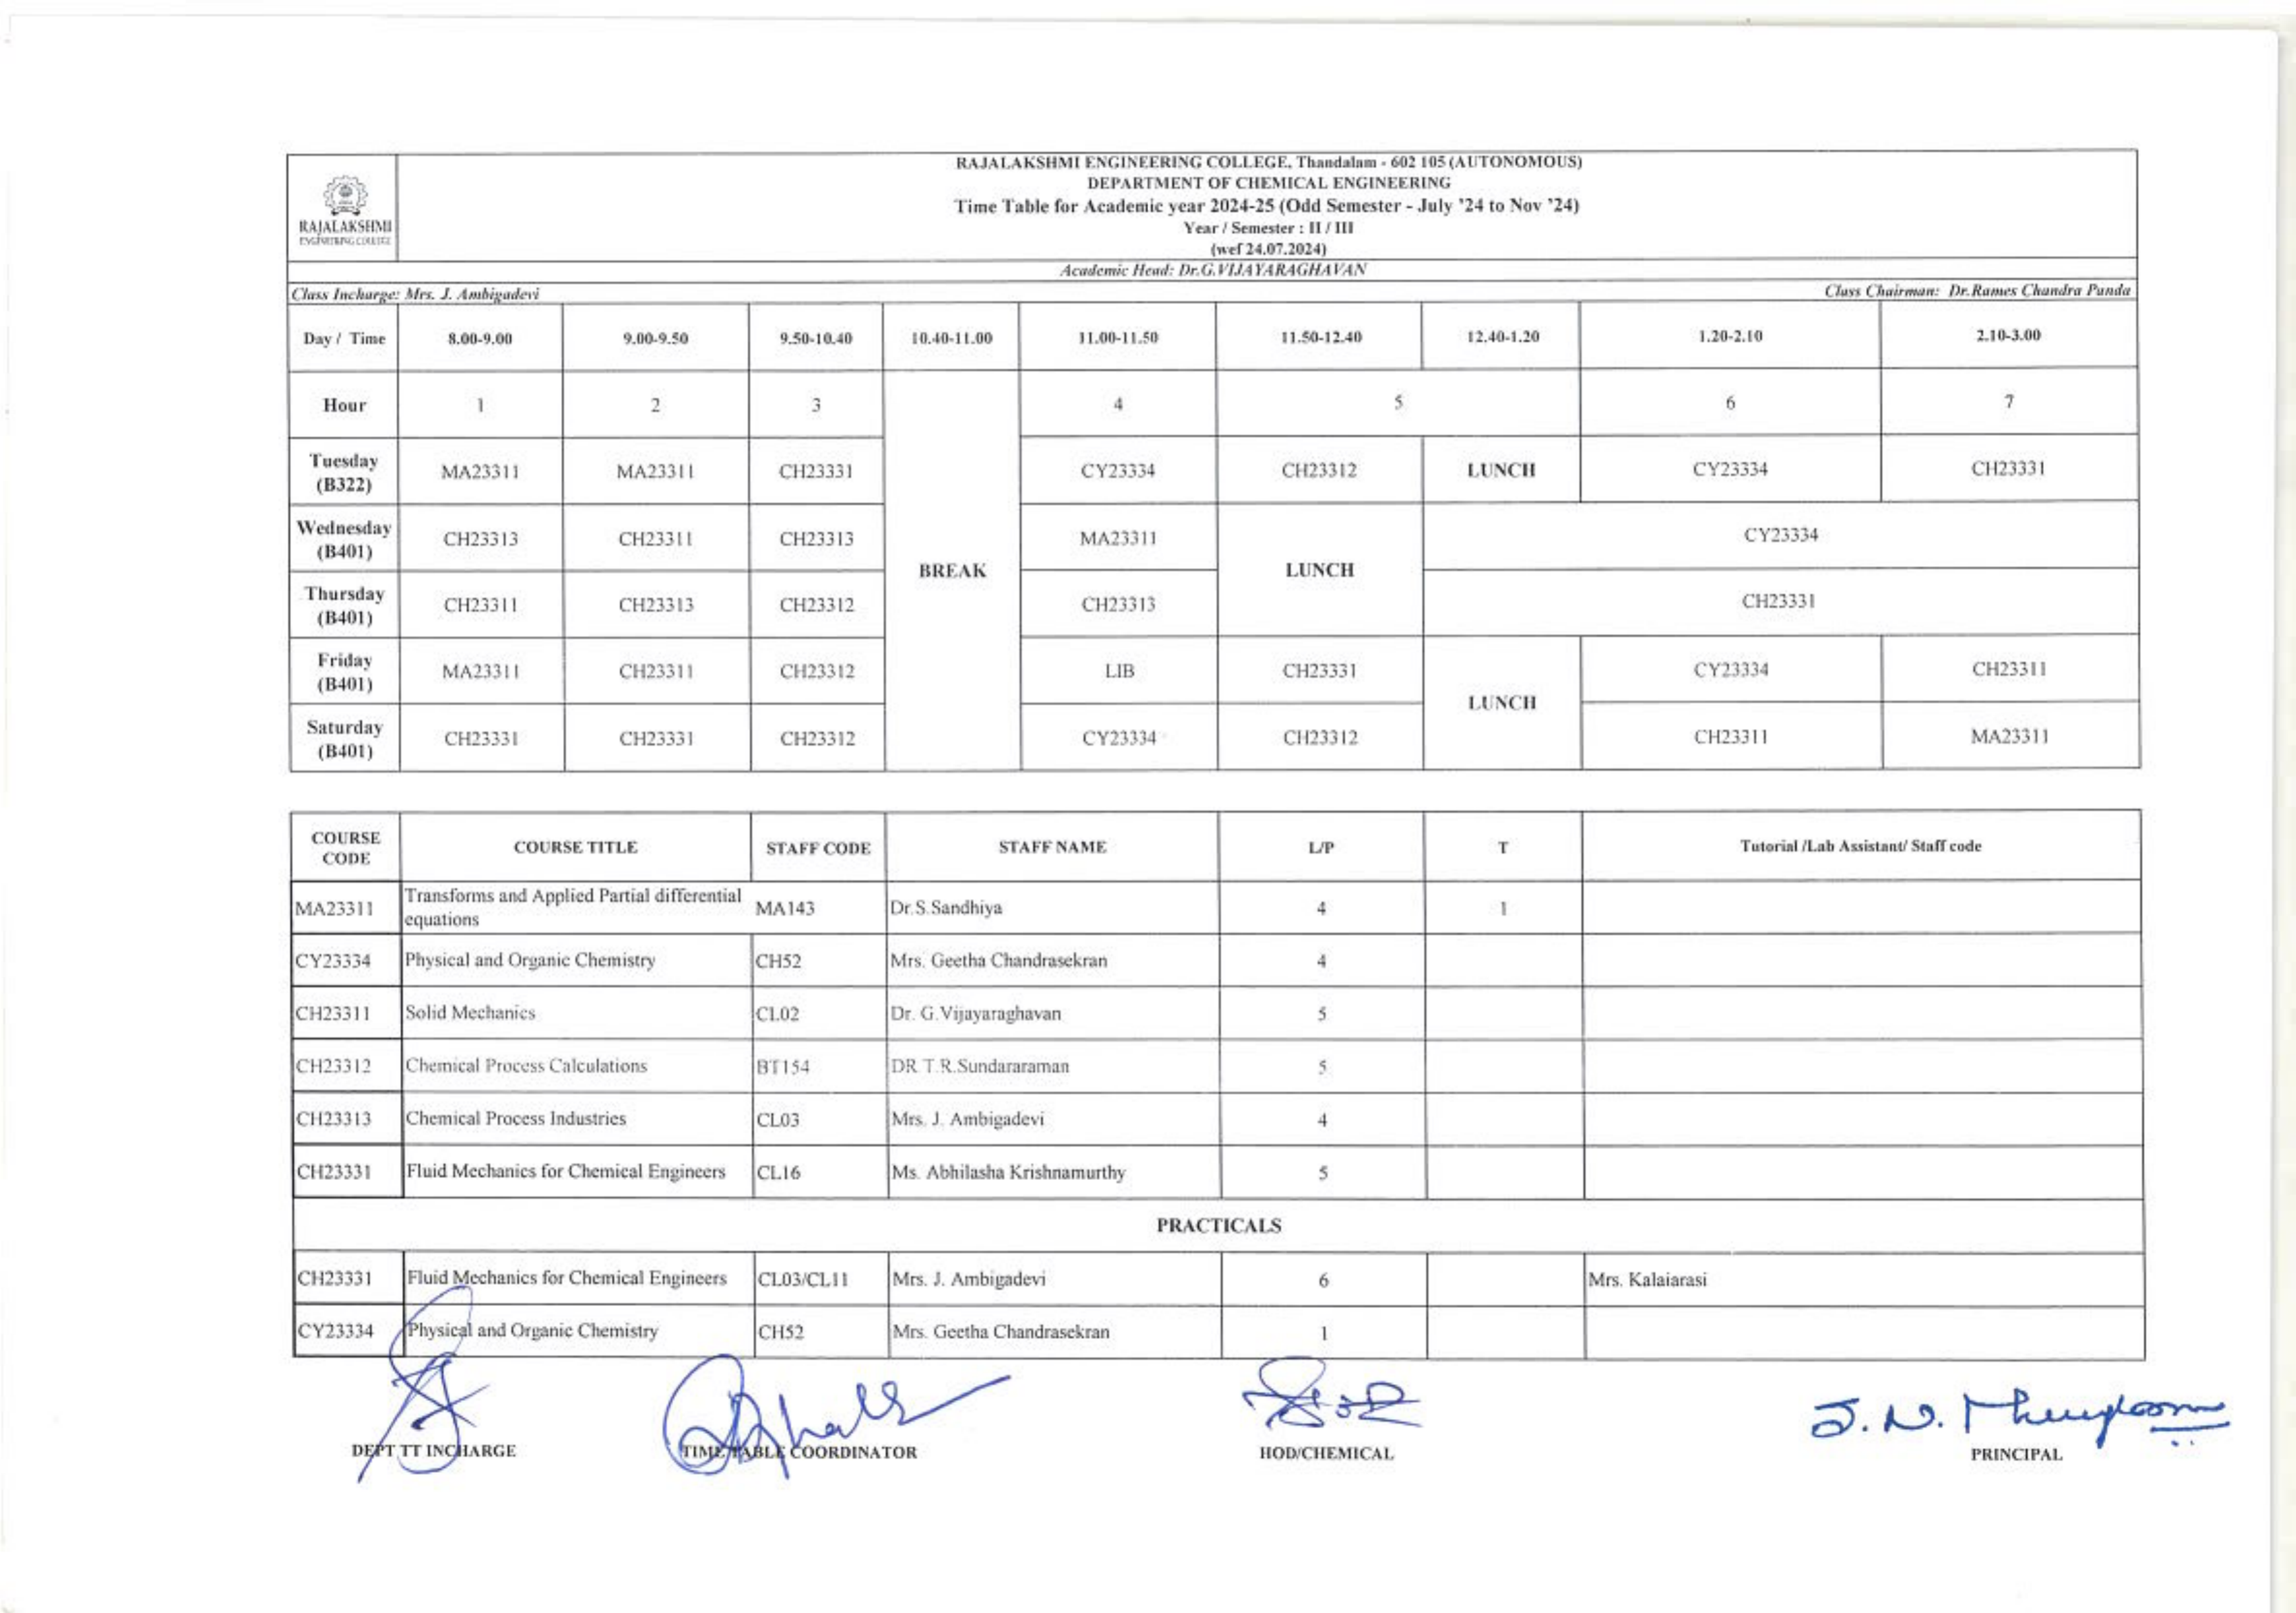 RAJALAKSHMI
ENGINEERING COLLEGE
RAJALAKSHMI ENGINEERING COLLEGE, Thandalam - 602 105 (AUTONOMOUS)
DEPARTMENT OF CHEMICAL ENGINEERING
Time Table for Academic year 2024-25 (Odd Semester - July '24 to Nov '24)
Year / Semester : II / III
(wef 24.07.2024)
Academic Head: Dr.G.VIJAYARAGHAVAN
Class Incharge: Mrs. J. Ambigadevi Class Chairman: Dr.Rames Chandra Panda
Day / Time 8.00-9.00 9.00-9.50 9.50-10.40 10.40-11.00 11.00-11.50 11.50-12.40 12.40-1.20 1.20-2.10 2.10-3.00
Hour 1 2 3 4 5 6 7
Tuesday (B322) MA23311 MA23311 CH23331 CY23334 CH23312 LUNCH CY23334 CH23331
Wednesday (B401) CH23313 CH23311 CH23313 MA23311 CY23334
BREAK LUNCH
Thursday (B401) CH23311 CH23313 CH23312 CH23313 CH23331
Friday (B401) MA23311 CH23311 CH23312 LIB CH23331 CY23334 CH23311
LUNCH
Saturday (B401) CH23331 CH23331 CH23312 CY23334 CH23312 CH23311 MA23311
COURSE CODE COURSE TITLE STAFF CODE STAFF NAME L/P T Tutorial /Lab Assistant/ Staff code
MA23311 Transforms and Applied Partial differential equations MA143 Dr.S.Sandhiya 4 1
CY23334 Physical and Organic Chemistry CH52 Mrs. Geetha Chandrasekran 4
CH23311 Solid Mechanics CL02 Dr. G.Vijayaraghavan 5
CH23312 Chemical Process Calculations BT154 DR.T.R.Sundararaman 5
CH23313 Chemical Process Industries CL03 Mrs. J. Ambigadevi 4
CH23331 Fluid Mechanics for Chemical Engineers CL16 Ms. Abhilasha Krishnamurthy 5
PRACTICALS
CH23331 Fluid Mechanics for Chemical Engineers CL03/CL11 Mrs. J. Ambigadevi 6 Mrs. Kalaiarasi
CY23334 Physical and Organic Chemistry CH52 Mrs. Geetha Chandrasekran 1
DEPT TT INCHARGE TIME TABLE COORDINATOR HOD/CHEMICAL PRINCIPAL